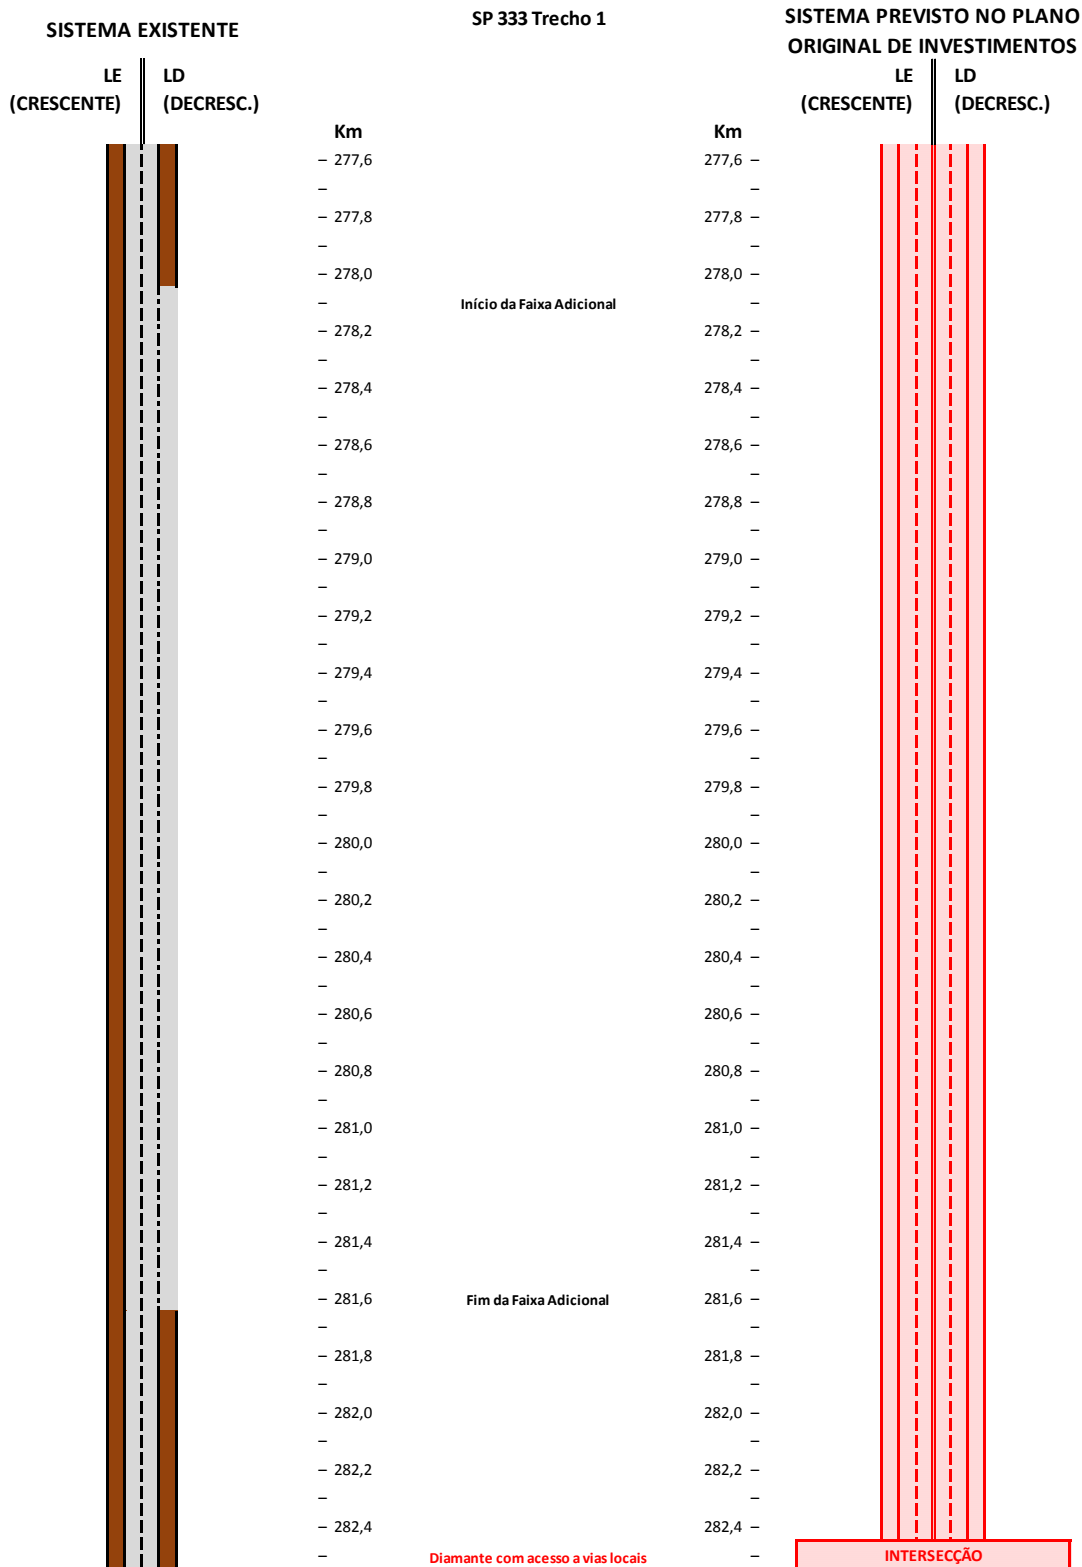 SP 333 Trecho 1
SISTEMA EXISTENTE
SISTEMA PREVISTO NO PLANO
ORIGINAL DE INVESTIMENTOS
LE LD
(CRESCENTE) (DECRESC.)
LE LD
(CRESCENTE) (DECRESC.)
Km Km
– 277,6 277,6 –
– –
– 277,8 277,8 –
– –
– 278,0 278,0 –
– Início da Faixa Adicional –
– 278,2 278,2 –
– –
– 278,4 278,4 –
– –
– 278,6 278,6 –
– –
– 278,8 278,8 –
– –
– 279,0 279,0 –
– –
– 279,2 279,2 –
– –
– 279,4 279,4 –
– –
– 279,6 279,6 –
– –
– 279,8 279,8 –
– –
– 280,0 280,0 –
– –
– 280,2 280,2 –
– –
– 280,4 280,4 –
– –
– 280,6 280,6 –
– –
– 280,8 280,8 –
– –
– 281,0 281,0 –
– –
– 281,2 281,2 –
– –
– 281,4 281,4 –
– –
– 281,6 Fim da Faixa Adicional 281,6 –
– –
– 281,8 281,8 –
– –
– 282,0 282,0 –
– –
– 282,2 282,2 –
– –
– 282,4 282,4 –
– Diamante com acesso a vias locais – INTERSECÇÃO